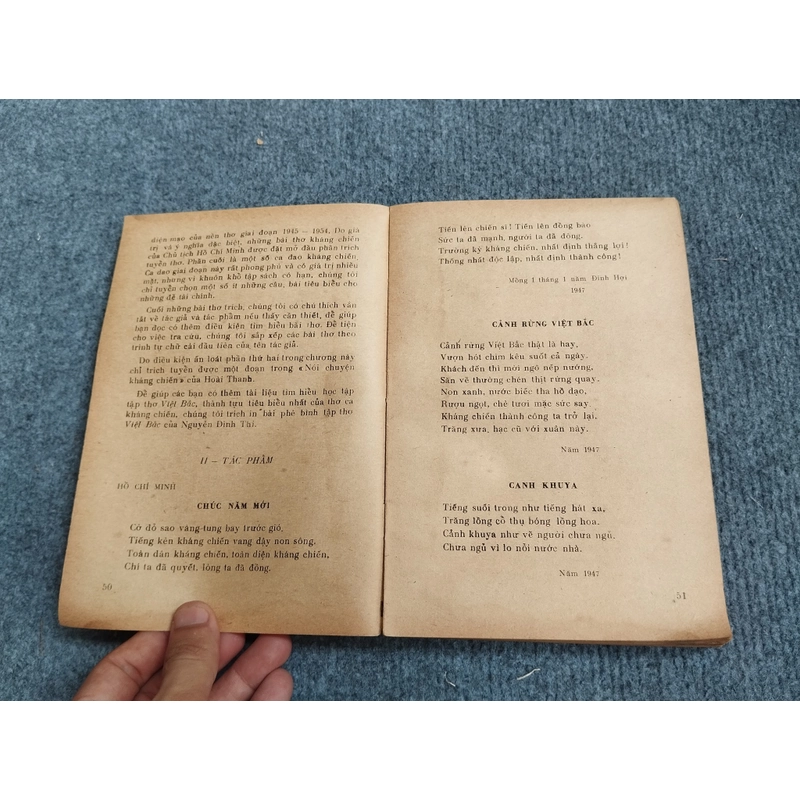 diện mạo của nền thơ giai đoạn 1945 — 1954. Do giá
trị và ý nghĩa đặc biệt, những bài thơ kháng chiến
của Chủ tịch Hồ Chí Minh được đặt mở đầu phần trích
tuyển thơ. Phần cuối là một số ca dao kháng chiến.
Ca dao giai đoạn này rất phong phú và có giá trị nhiều
mặt, nhưng vì khuôn khổ tập sách có hạn, chúng tôi
chỉ tuyển chọn một số ít những câu, bài tiêu biểu cho
những đề tài chính.
Cuối những bài thơ trích, chúng tôi có chú thích vắn
tắt về tác giả và tác phẩm nếu thấy cần thiết, để giúp
bạn đọc có thêm điều kiện tìm hiểu bài thơ. Để tiện
cho việc tra cứu, chúng tôi sắp xếp các bài thơ theo
trình tự chữ cái đầu tiên của tên tác giả.
Do điều kiện ấn loát phần thứ hai trong chương này
chỉ trích tuyển được một đoạn trong «Nói chuyện
kháng chiến» của Hoài Thanh.
Để giúp các bạn có thêm tài liệu tìm hiểu học tập
tập thơ Việt Bắc, thành tựu tiêu biểu nhất của thơ ca
kháng chiến, chúng tôi trích in bài phê bình tập thơ
Việt Bắc của Nguyễn Đình Thi.
II — TÁC PHẨM
HỒ CHÍ MINH
CHÚC NĂM MỚI
Cờ đỏ sao vàng tung bay trước gió,
Tiếng kèn kháng chiến vang dậy non sông.
Toàn dân kháng chiến, toàn diện kháng chiến,
Chí ta đã quyết, lòng ta đã đồng.
50
Tiến lên chiến sĩ! Tiến lên đồng bào
Sức ta đã mạnh, người ta đã đông.
Trường kỳ kháng chiến, nhất định thắng lợi!
Thống nhất độc lập, nhất định thành công!
Mồng 1 tháng 1 năm Đinh Hợi
1947
CẢNH RỪNG VIỆT BẮC
Cảnh rừng Việt Bắc thật là hay,
Vượn hót chim kêu suốt cả ngày.
Khách đến thì mời ngô nếp nướng,
Săn về thường chén thịt rừng quay.
Non xanh, nước biếc tha hồ dạo,
Rượu ngọt, chè tươi mặc sức say.
Kháng chiến thành công ta trở lại,
Trăng xưa, hạc cũ với xuân này.
Năm 1947
CANH KHUYA
Tiếng suối trong như tiếng hát xa,
Trăng lồng cổ thụ bóng lồng hoa.
Cảnh khuya như vẽ người chưa ngủ,
Chưa ngủ vì lo nỗi nước nhà.
Năm 1947
51